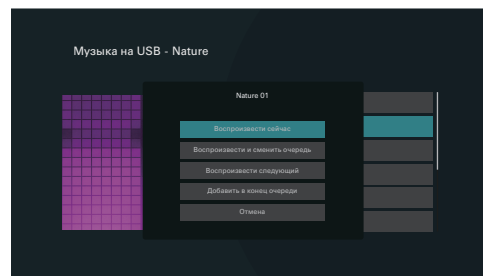 Музыка на USB - Nature
Nature 01
Воспроизвести сейчас
Воспроизвести и сменить очередь
Воспроизвести следующий
Добавить в конец очереди
Отмена